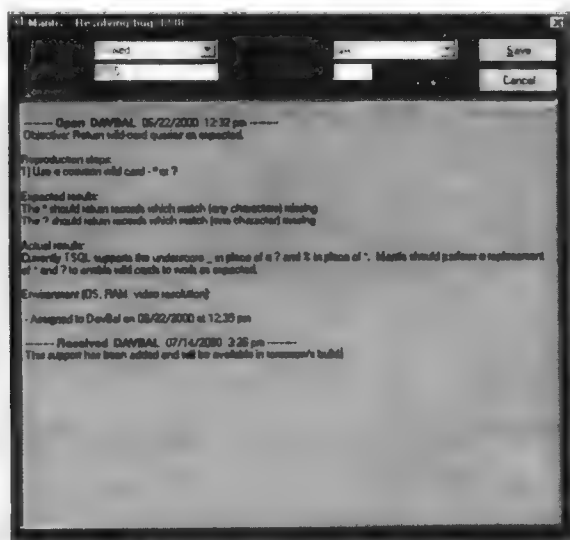 Mantis - Resolving bug
Save
Cancel
------ Open DAVBAL 06/22/2000 12:32 pm ------
Objective: Return wild-card queries as expected.
Reproduction steps:
1) Use a common wild card - * or ?
Expected results:
The * should return records which match (any characters) missing
The ? should return records which match (one character) missing
Actual results:
Currently TSQL supports the underscore _ in place of a ? and % in place of *. Mantis should perform a replacement
of * and ? to enable wild cards to work as expected.
Environment (OS, RAM, video resolution):
- Assigned to DavBal on 06/22/2000 at 12:35 pm
------ Resolved DAVBAL 07/14/2000 3:26 pm ------
This support has been added and will be available in tomorrow's build